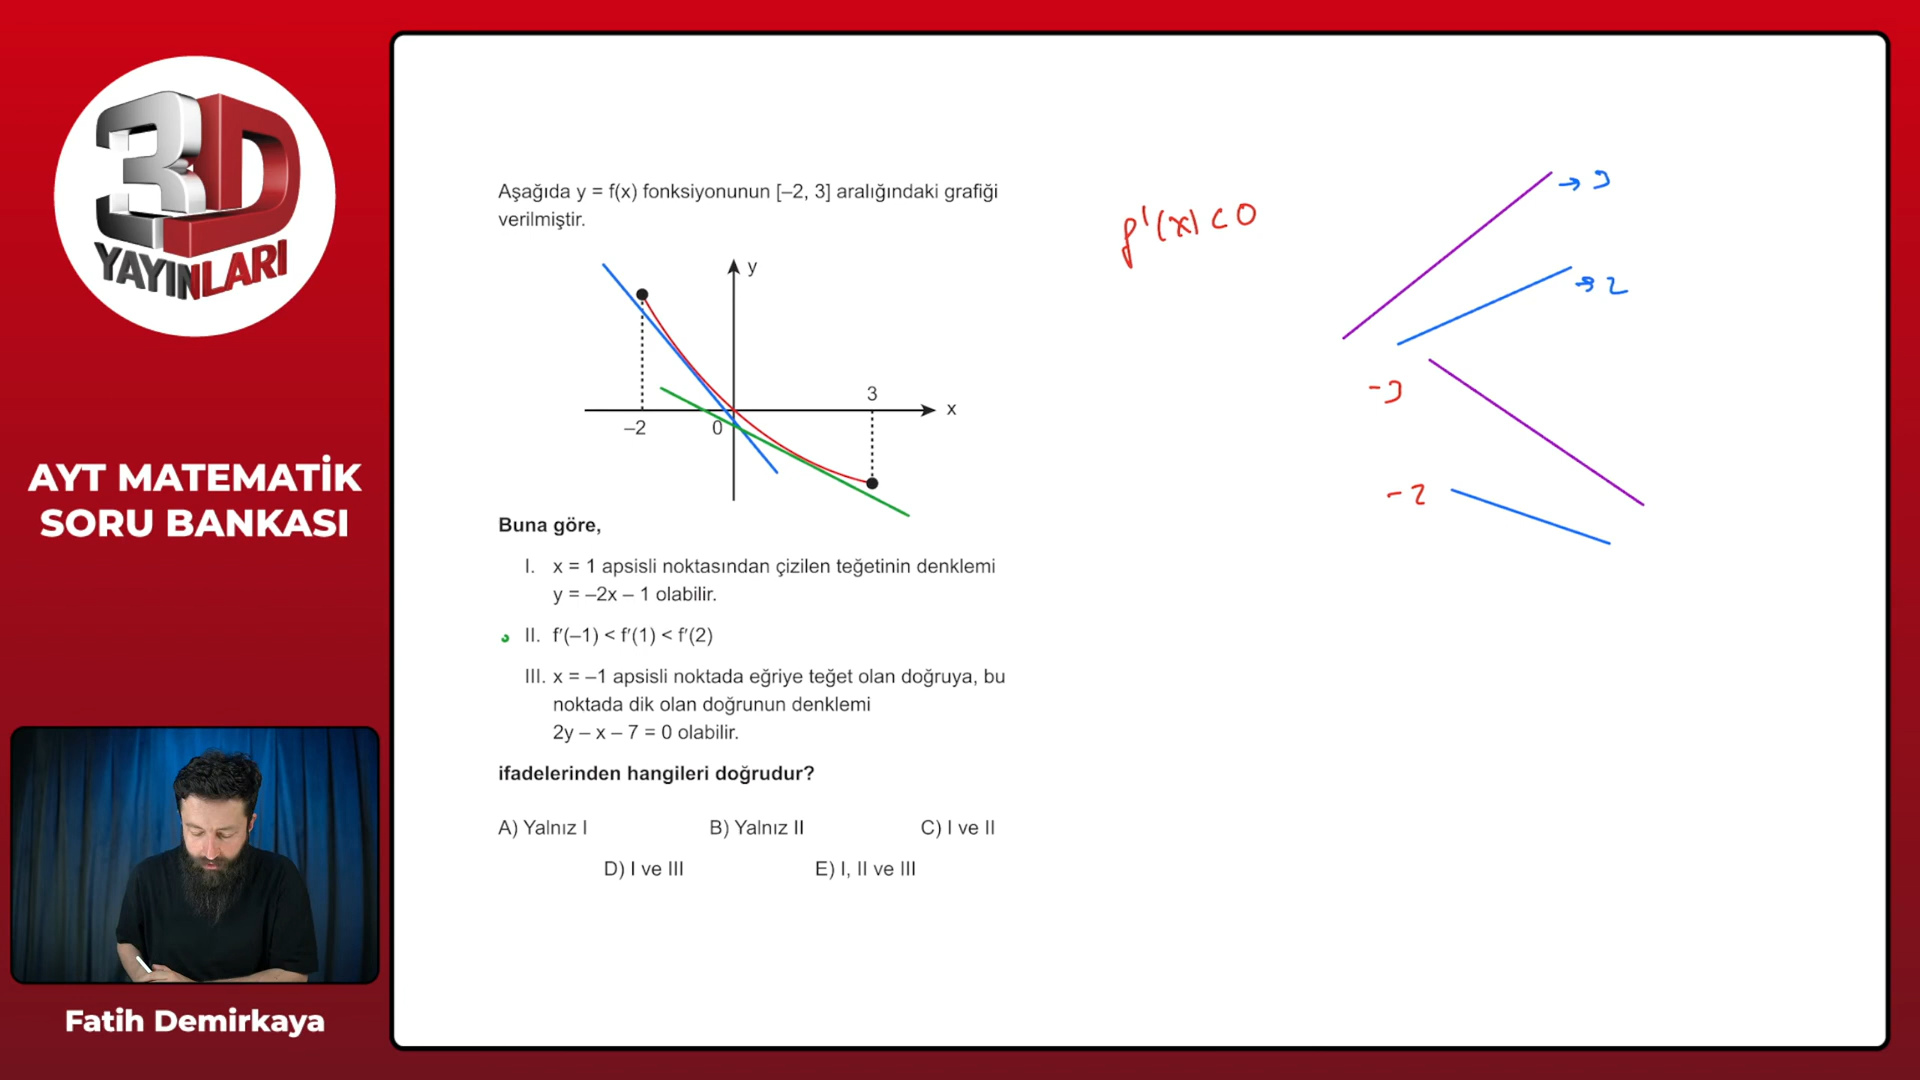 3D
YAYINLARI
AYT MATEMATİK
SORU BANKASI
Fatih Demirkaya
Aşağıda y = f(x) fonksiyonunun [–2, 3] aralığındaki grafiği
verilmiştir.
y
3
x
–2
0
Buna göre,
I. x = 1 apsisli noktasından çizilen teğetinin denklemi
y = –2x – 1 olabilir.
II. f′(–1) < f′(1) < f′(2)
III. x = –1 apsisli noktada eğriye teğet olan doğruya, bu
noktada dik olan doğrunun denklemi
2y – x – 7 = 0 olabilir.
ifadelerinden hangileri doğrudur?
A) Yalnız I B) Yalnız II C) I ve II
D) I ve III E) I, II ve III
f'(x) < 0
→ 3
→ 2
-3
-2